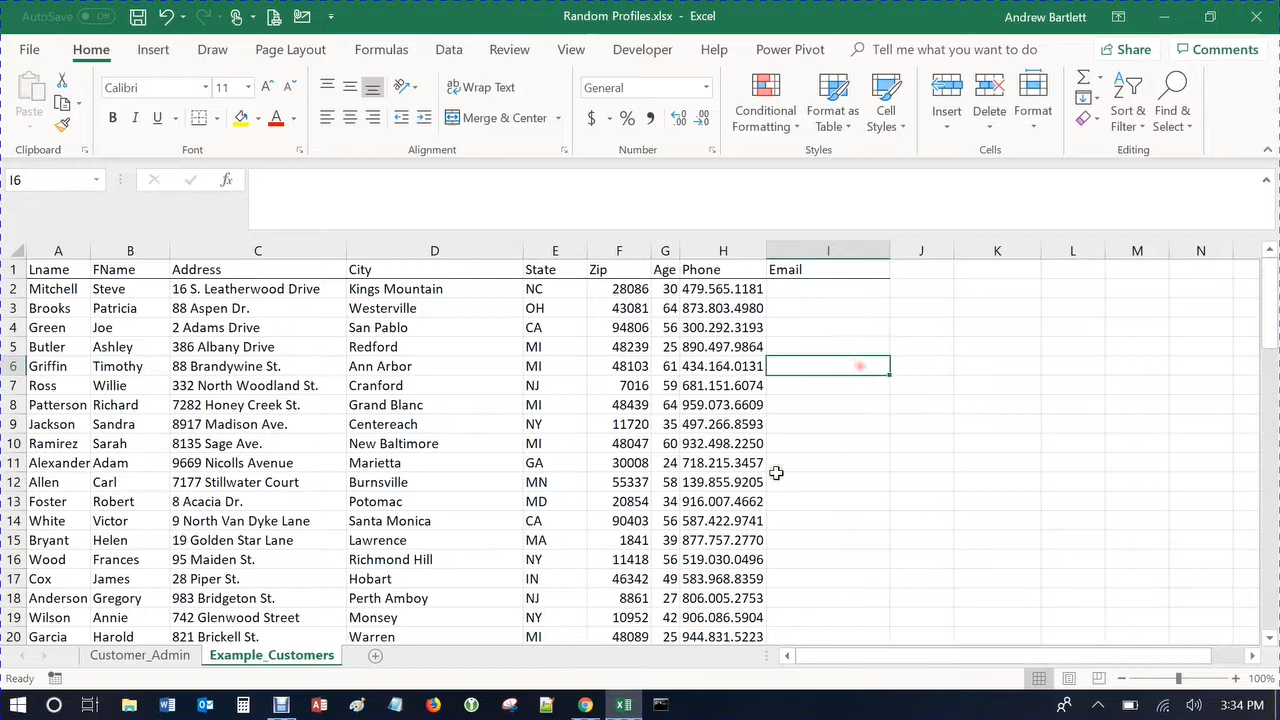 AutoSave Off Random Profiles.xlsx - Excel Andrew Bartlett
File Home Insert Draw Page Layout Formulas Data Review View Developer Help Power Pivot Tell me what you want to do Share Comments
Paste Calibri 11 Wrap Text General Conditional Formatting Format as Table Cell Styles Insert Delete Format Sort & Filter Find & Select
B I U Merge & Center $ %
Clipboard Font Alignment Number Styles Cells Editing
I6 fx
A B C D E F G H I J K L M N
1 Lname FName Address City State Zip Age Phone Email
2 Mitchell Steve 16 S. Leatherwood Drive Kings Mountain NC 28086 30 479.565.1181
3 Brooks Patricia 88 Aspen Dr. Westerville OH 43081 64 873.803.4980
4 Green Joe 2 Adams Drive San Pablo CA 94806 56 300.292.3193
5 Butler Ashley 386 Albany Drive Redford MI 48239 25 890.497.9864
6 Griffin Timothy 88 Brandywine St. Ann Arbor MI 48103 61 434.164.0131
7 Ross Willie 332 North Woodland St. Cranford NJ 7016 59 681.151.6074
8 Patterson Richard 7282 Honey Creek St. Grand Blanc MI 48439 64 959.073.6609
9 Jackson Sandra 8917 Madison Ave. Centereach NY 11720 35 497.266.8593
10 Ramirez Sarah 8135 Sage Ave. New Baltimore MI 48047 60 932.498.2250
11 Alexander Adam 9669 Nicolls Avenue Marietta GA 30008 24 718.215.3457
12 Allen Carl 7177 Stillwater Court Burnsville MN 55337 58 139.855.9205
13 Foster Robert 8 Acacia Dr. Potomac MD 20854 34 916.007.4662
14 White Victor 9 North Van Dyke Lane Santa Monica CA 90403 56 587.422.9741
15 Bryant Helen 19 Golden Star Lane Lawrence MA 1841 39 877.757.2770
16 Wood Frances 95 Maiden St. Richmond Hill NY 11418 56 519.030.0496
17 Cox James 28 Piper St. Hobart IN 46342 49 583.968.8359
18 Anderson Gregory 983 Bridgeton St. Perth Amboy NJ 8861 27 806.005.2753
19 Wilson Annie 742 Glenwood Street Monsey NY 10952 42 906.086.5904
20 Garcia Harold 821 Brickell St. Warren MI 48089 25 944.831.5223
Customer_Admin Example_Customers
Ready 100%
3:34 PM